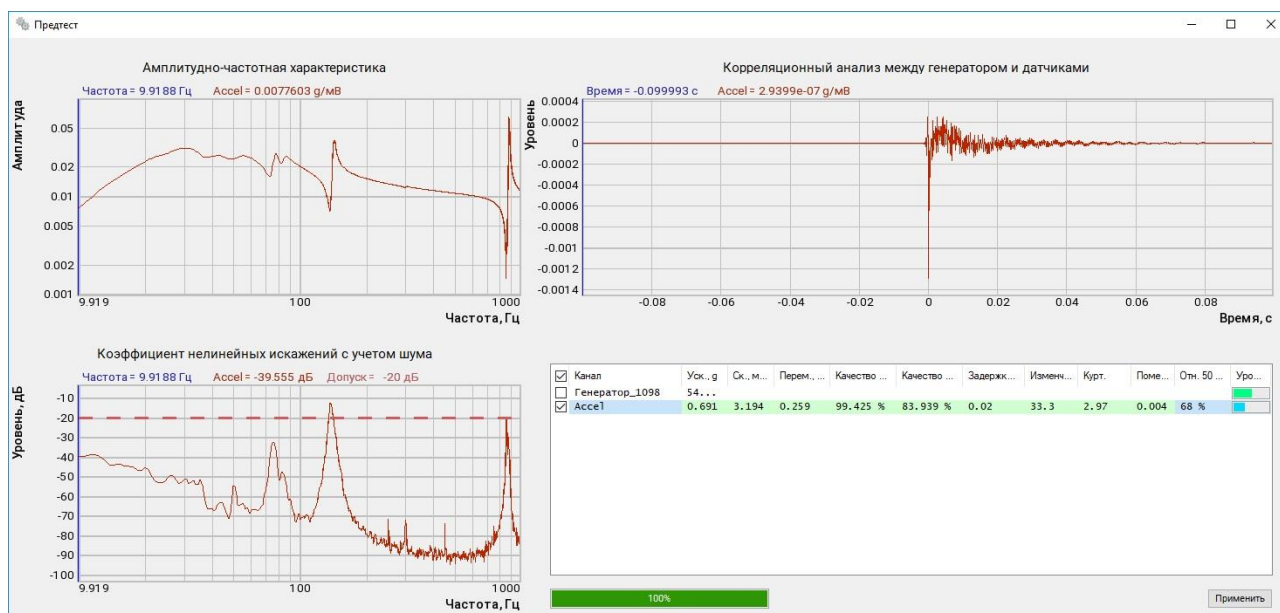 Предтест
Амплитудно-частотная характеристика
Частота = 9.9188 Гц Accel = 0.0077603 g/мВ
Амплитуда
0.05
0.02
0.01
0.005
0.002
0.001
9.919 100 1000
Частота, Гц
Корреляционный анализ между генератором и датчиками
Время = -0.099993 с Accel = 2.9399e-07 g/мВ
Уровень
0.0004
0.0002
0
-0.0002
-0.0004
-0.0006
-0.0008
-0.001
-0.0012
-0.0014
-0.08 -0.06 -0.04 -0.02 0 0.02 0.04 0.06 0.08
Время, с
Коэффициент нелинейных искажений с учетом шума
Частота = 9.9188 Гц Accel = -39.555 дБ Допуск = -20 дБ
Уровень, дБ
-10
-20
-30
-40
-50
-60
-70
-80
-90
-100
9.919 100 1000
Частота, Гц
Канал Уск., g Ск., м... Перем., ... Качество ... Качество ... Задержк... Изменч... Курт. Поме... Отн. 50 ... Уро...
Генератор_1098 54...
Accel 0.691 3.194 0.259 99.425 % 83.939 % 0.02 33.3 2.97 0.004 68 %
100%
Применить